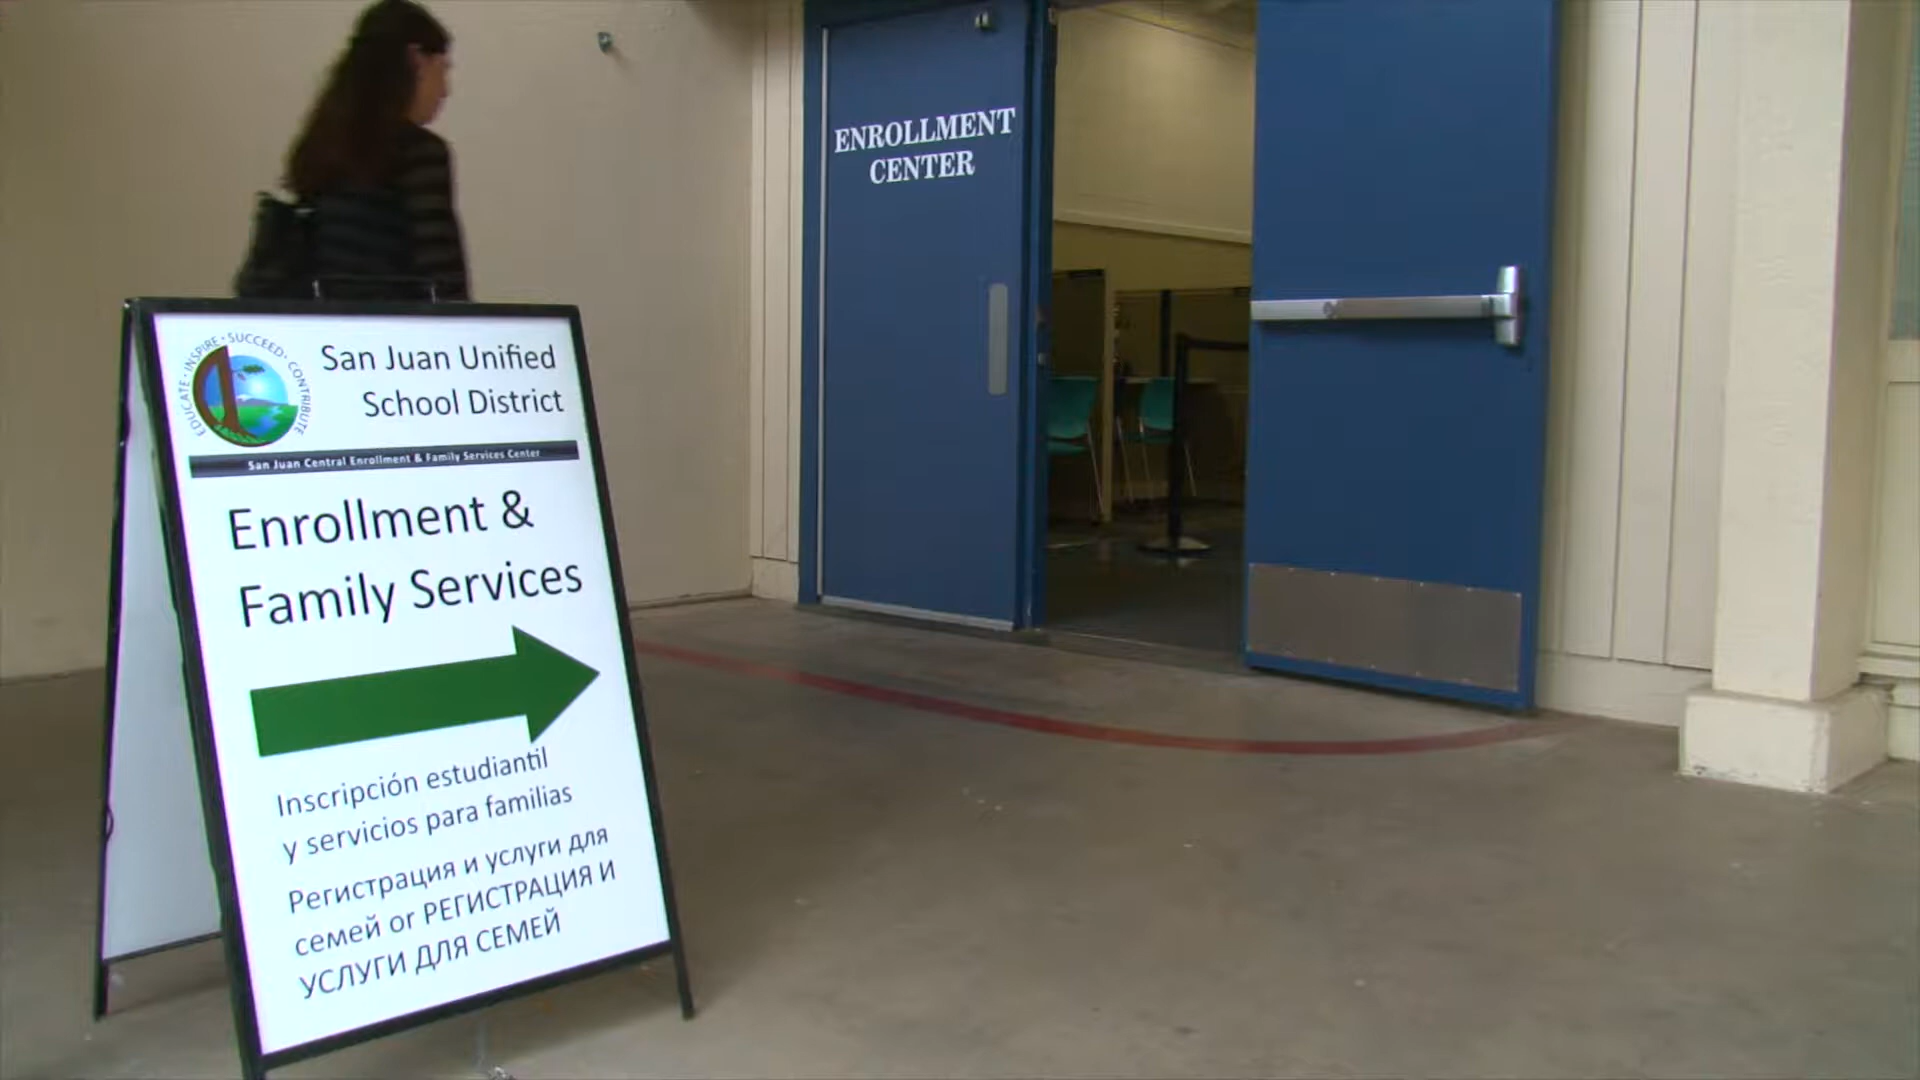 ENROLLMENT
CENTER
EDUCATE · INSPIRE · SUCCEED · CONTRIBUTE
San Juan Unified
School District
San Juan Central Enrollment & Family Services Center
Enrollment &
Family Services
Inscripción estudiantil
y servicios para familias
Регистрация и услуги для
семей or РЕГИСТРАЦИЯ И
УСЛУГИ ДЛЯ СЕМЕЙ